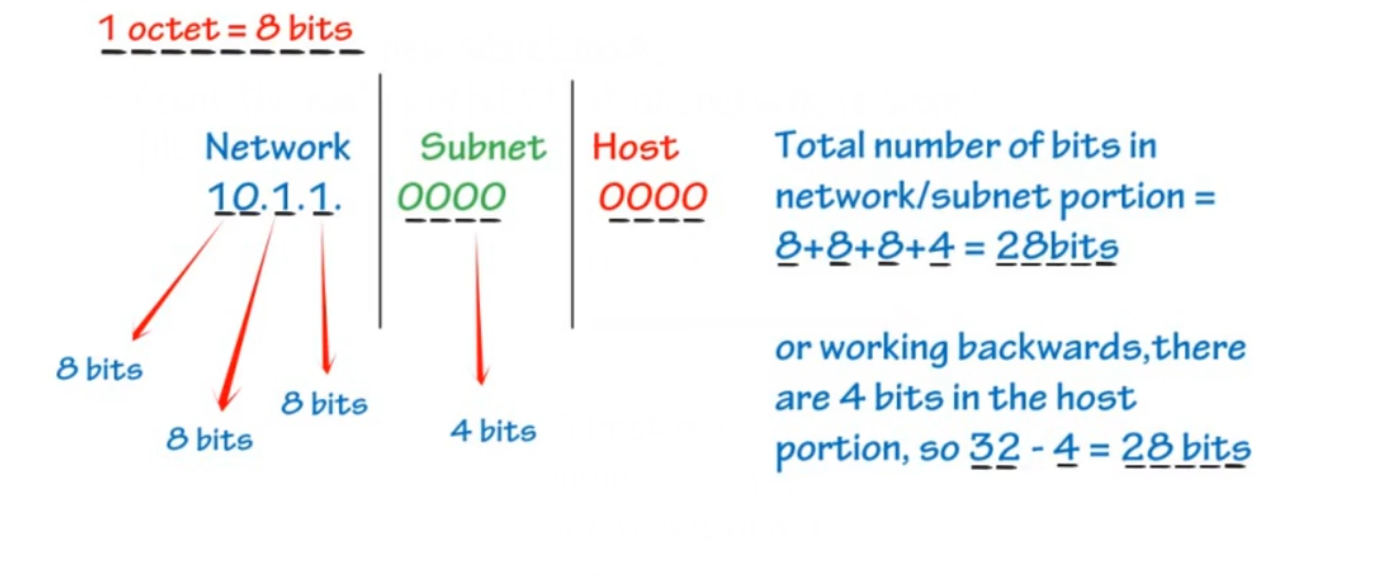 1 octet = 8 bits
Network
Subnet
Host
10.1.1.
0000
0000
8 bits
8 bits
8 bits
4 bits
Total number of bits in
network/subnet portion =
8+8+8+4 = 28bits
or working backwards,there
are 4 bits in the host
portion, so 32 - 4 = 28 bits